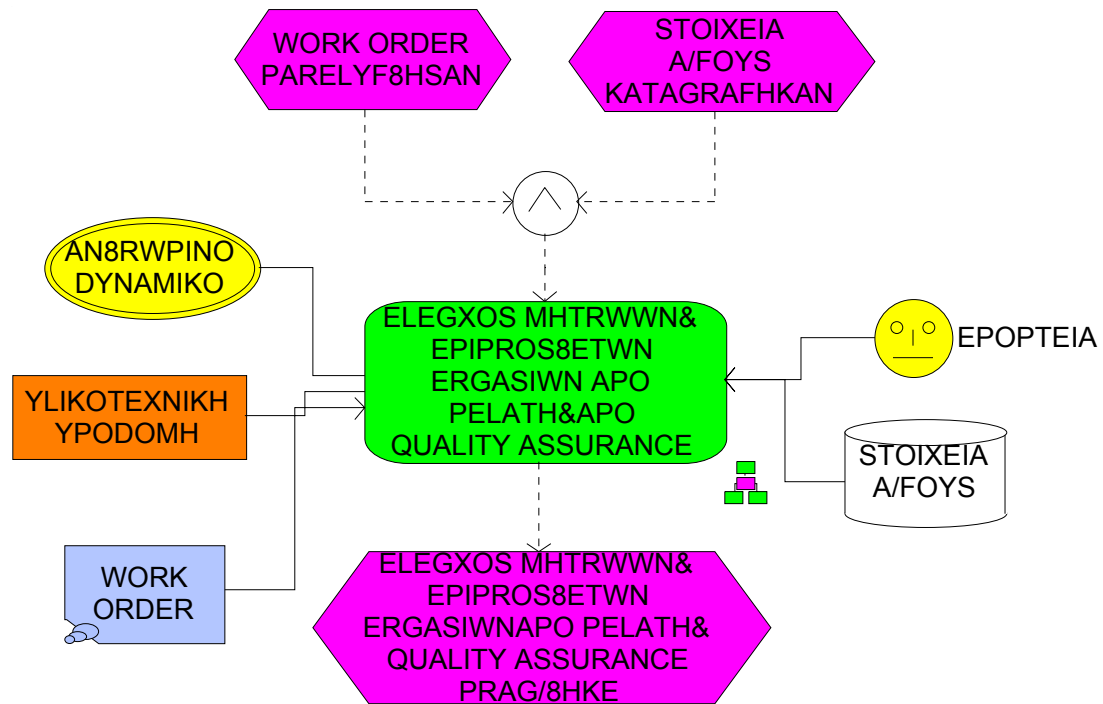 WORK ORDER
PARELYF8HSAN
STOIXEIA
A/FOYS
KATAGRAFHKAN
AN8RWPINO
DYNAMIKO
ELEGXOS MHTRWWN&
EPIPROS8ETWN
ERGASIWN APO
PELATH&APO
QUALITY ASSURANCE
EPOPTEIA
YLIKOTEXNIKH
YPODOMH
STOIXEIA
A/FOYS
WORK
ORDER
ELEGXOS MHTRWWN&
EPIPROS8ETWN
ERGASIWNAPO PELATH&
QUALITY ASSURANCE
PRAG/8HKE